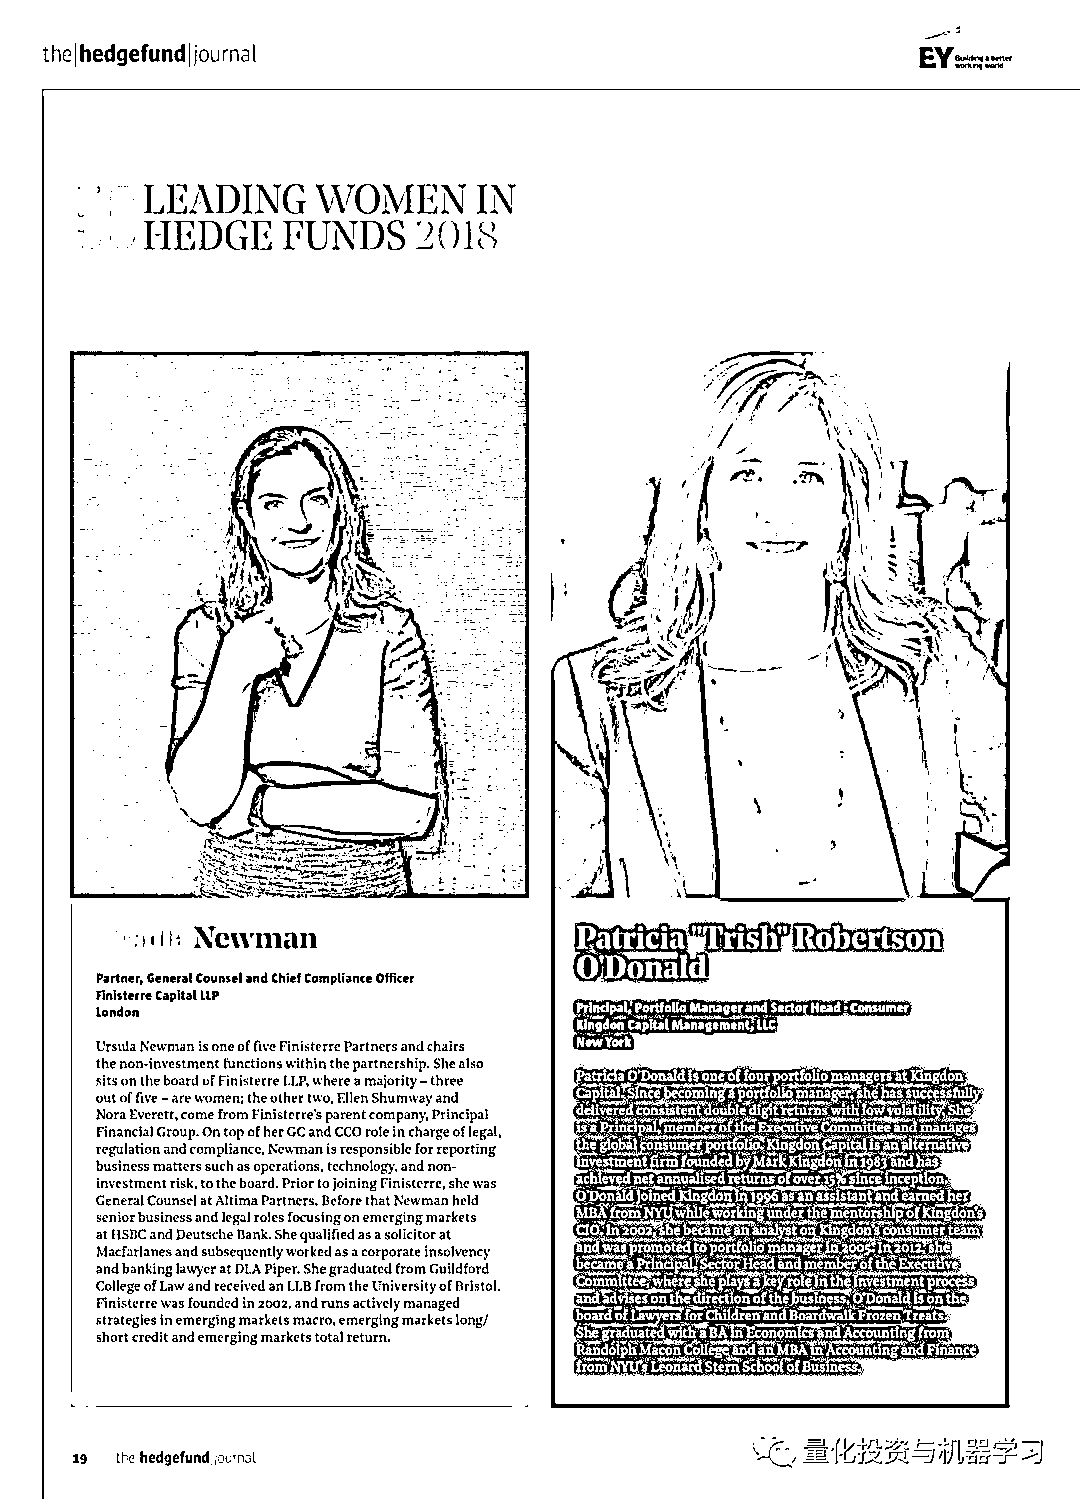 the|hedgefund|journal
EY Building a better
working world
LEADING WOMEN IN
HEDGE FUNDS 2018
Newman
Partner, General Counsel and Chief Compliance Officer
Finisterre Capital LLP
London
Ursula Newman is one of five Finisterre Partners and chairs
the non-investment functions within the partnership. She also
sits on the board of Finisterre LLP, where a majority – three
out of five – are women; the other two, Ellen Shumway and
Nora Everett, come from Finisterre's parent company, Principal
Financial Group. On top of her GC and CCO role in charge of legal,
regulation and compliance, Newman is responsible for reporting
business matters such as operations, technology, and non-
investment risk, to the board. Prior to joining Finisterre, she was
General Counsel at Altima Partners. Before that Newman held
senior business and legal roles focusing on emerging markets
at HSBC and Deutsche Bank. She qualified as a solicitor at
Macfarlanes and subsequently worked as a corporate insolvency
and banking lawyer at DLA Piper. She graduated from Guildford
College of Law and received an LLB from the University of Bristol.
Finisterre was founded in 2002, and runs actively managed
strategies in emerging markets macro, emerging markets long/
short credit and emerging markets total return.
Patricia "Trish" Robertson
O'Donald
Principal, Portfolio Manager and Sector Head - Consumer
Kingdon Capital Management, LLC
New York
Patricia O'Donald is one of four portfolio managers at Kingdon
Capital. Since becoming a portfolio manager, she has successfully
delivered consistent double digit returns with low volatility. She
is a Principal, member of the Executive Committee and manages
the global consumer portfolio. Kingdon Capital is an alternative
investment firm founded by Mark Kingdon in 1983 and has
achieved net annualised returns of over 15% since inception.
O'Donald joined Kingdon in 1996 as an assistant and earned her
MBA from NYU while working under the mentorship of Kingdon's
CIO. In 2002, she became an analyst on Kingdon's consumer team
and was promoted to portfolio manager in 2005. In 2012, she
became a Principal, Sector Head and member of the Executive
Committee, where she plays a key role in the investment process
and advises on the direction of the business. O'Donald is on the
board of Lawyers for Children and Boardwalk Frozen Treats.
She graduated with a BA in Economics and Accounting from
Randolph Macon College and an MBA in Accounting and Finance
from NYU's Leonard Stern School of Business.
19 the hedgefund journal
量化投资与机器学习